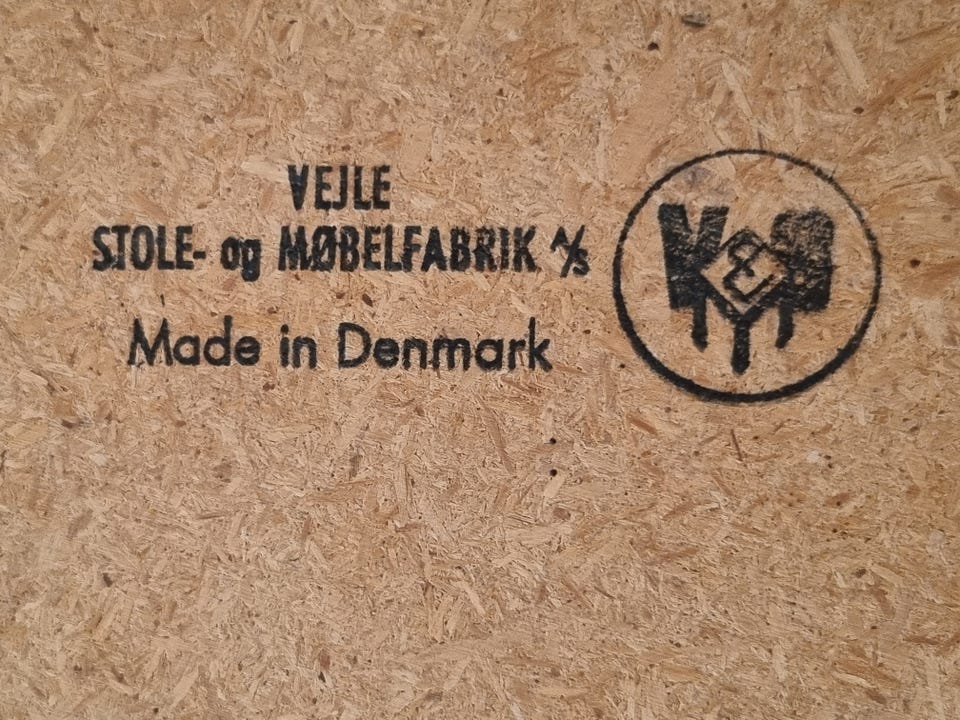 VEJLE
STOLE- og MØBELFABRIK A/S
Made in Denmark